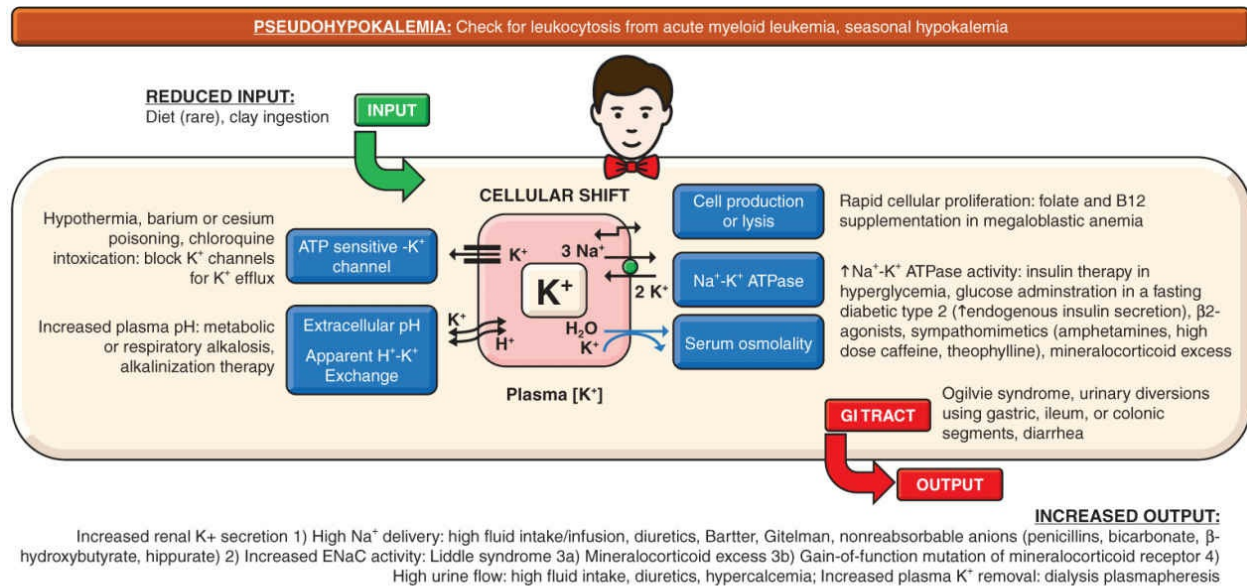 PSEUDOHYPOKALEMIA: Check for leukocytosis from acute myeloid leukemia, seasonal hypokalemia
REDUCED INPUT:
Diet (rare), clay ingestion
INPUT
CELLULAR SHIFT
Hypothermia, barium or cesium
poisoning, chloroquine
intoxication: block K⁺ channels
for K⁺ efflux
ATP sensitive -K⁺
channel
Increased plasma pH: metabolic
or respiratory alkalosis,
alkalinization therapy
Extracellular pH
Apparent H⁺-K⁺
Exchange
K⁺
3 Na⁺
K⁺
2 K⁺
K⁺
H⁺
H₂O
K⁺
Plasma [K⁺]
Cell production
or lysis
Rapid cellular proliferation: folate and B12
supplementation in megaloblastic anemia
Na⁺-K⁺ ATPase
↑Na⁺-K⁺ ATPase activity: insulin therapy in
hyperglycemia, glucose adminstration in a fasting
diabetic type 2 (↑endogenous insulin secretion), β2-
agonists, sympathomimetics (amphetamines, high
dose caffeine, theophylline), mineralocorticoid excess
Serum osmolality
GI TRACT
Ogilvie syndrome, urinary diversions
using gastric, ileum, or colonic
segments, diarrhea
OUTPUT
INCREASED OUTPUT:
Increased renal K+ secretion 1) High Na⁺ delivery: high fluid intake/infusion, diuretics, Bartter, Gitelman, nonreabsorbable anions (penicillins, bicarbonate, β-
hydroxybutyrate, hippurate) 2) Increased ENaC activity: Liddle syndrome 3a) Mineralocorticoid excess 3b) Gain-of-function mutation of mineralocorticoid receptor 4)
High urine flow: high fluid intake, diuretics, hypercalcemia; Increased plasma K⁺ removal: dialysis plasmapheresis